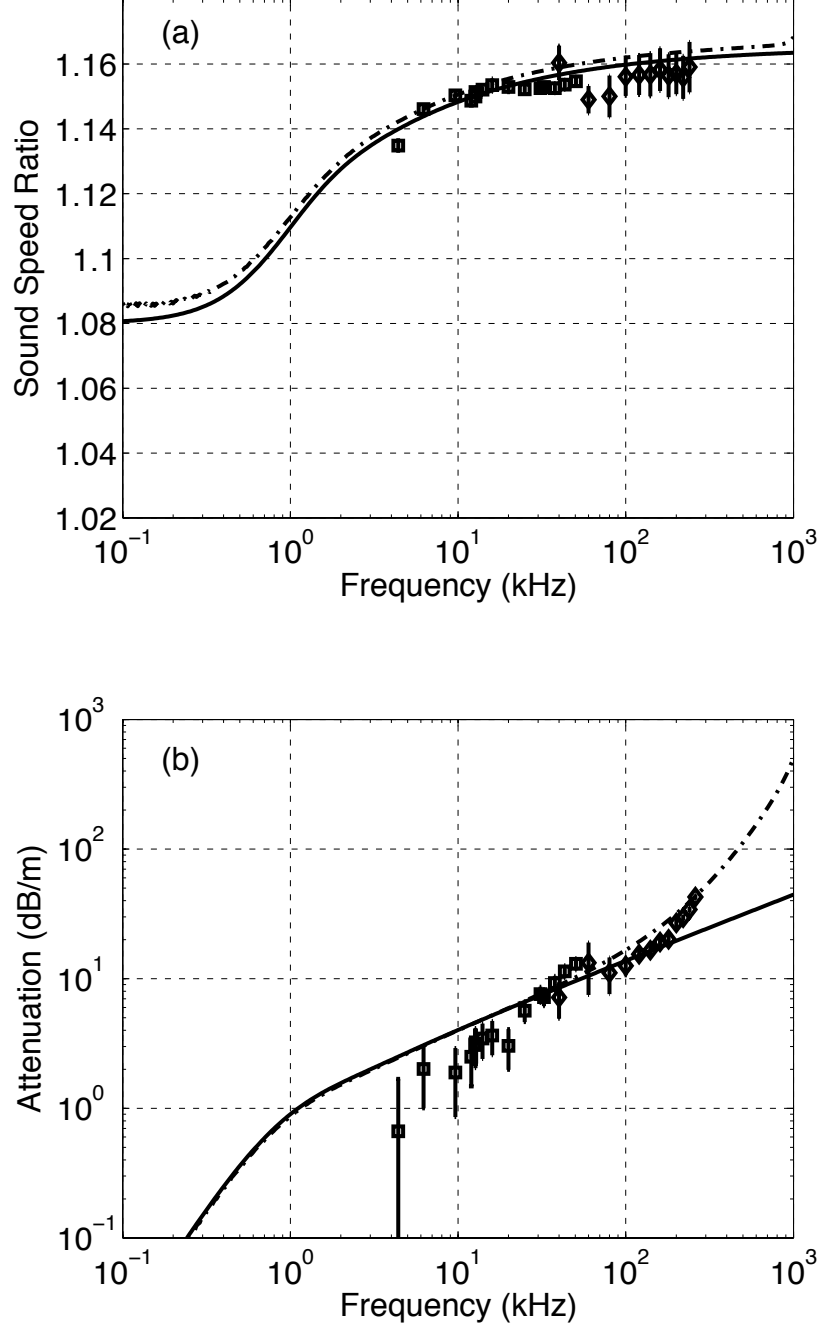 (a)
1.16
1.14
1.12
1.1
1.08
1.06
1.04
1.02
Sound Speed Ratio
10⁻¹ 10⁰ 10¹ 10² 10³
Frequency (kHz)
(b)
10³
10²
10¹
10⁰
10⁻¹
Attenuation (dB/m)
10⁻¹ 10⁰ 10¹ 10² 10³
Frequency (kHz)